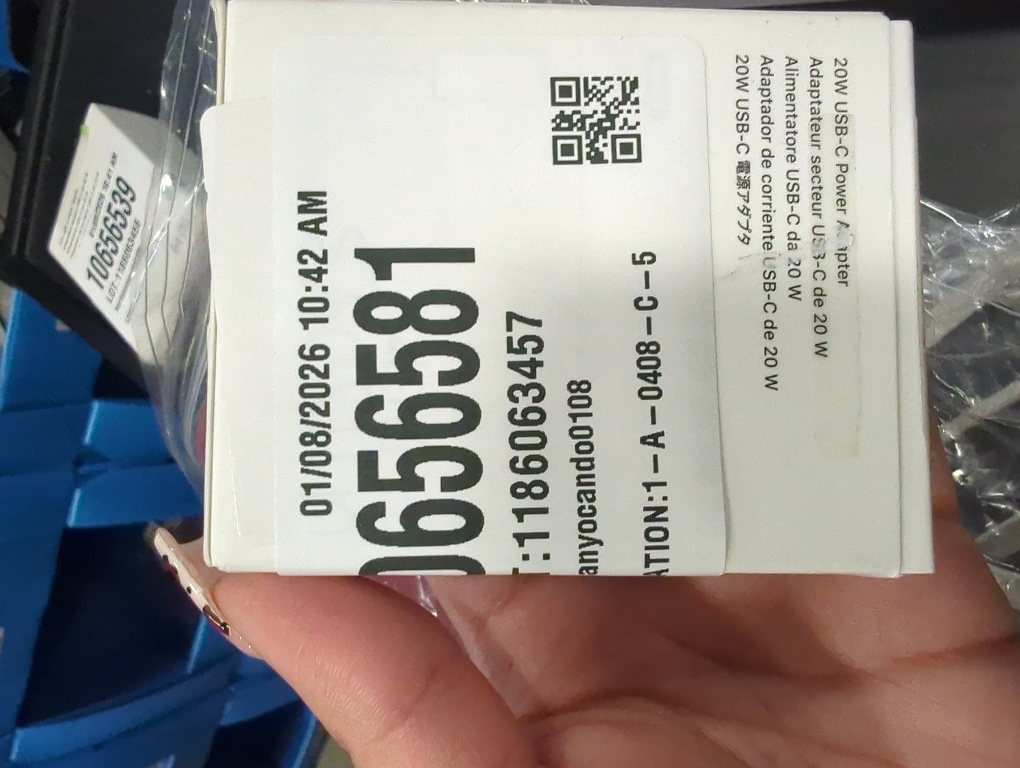 01/08/2026 10:42 AM
0656581
T:1186063457
anyocando0108
ATION:1-A-0408-C-5
20W USB-C Power Adapter
Adaptateur secteur USB-C de 20 W
Alimentatore USB-C da 20 W
Adaptador de corriente USB-C de 20 W
20W USB-C 電源アダプタ
10656539